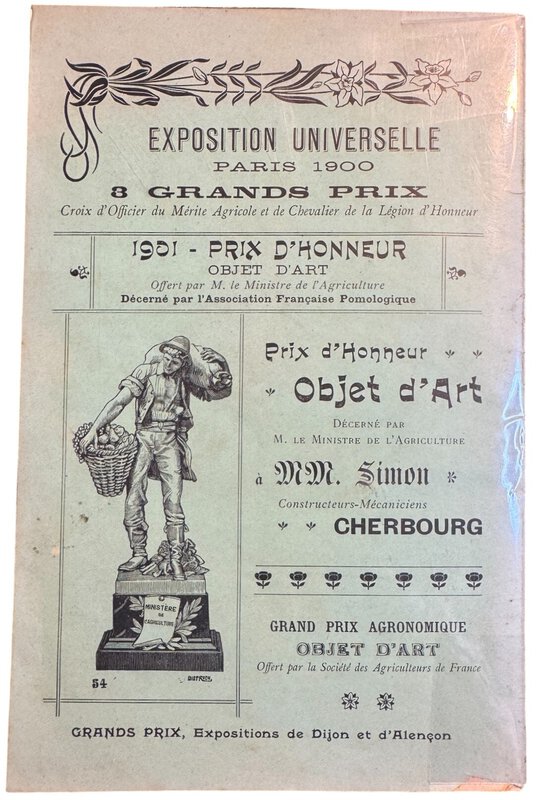 EXPOSITION UNIVERSELLE
PARIS 1900
3 GRANDS PRIX
Croix d'Officier du Mérite Agricole et de Chevalier de la Légion d'Honneur
1901 - PRIX D'HONNEUR
OBJET D'ART
Offert par M. le Ministre de l'Agriculture
Décerné par l'Association Française Pomologique
Prix d'Honneur
Objet d'Art
DÉCERNÉ PAR
M. LE MINISTRE DE L'AGRICULTURE
à MM. Simon
Constructeurs-Mécaniciens
CHERBOURG
MINISTÈRE
DE
L'AGRICULTURE
54
GRAND PRIX AGRONOMIQUE
OBJET D'ART
Offert par la Société des Agriculteurs de France
GRANDS PRIX, Expositions de Dijon et d'Alençon